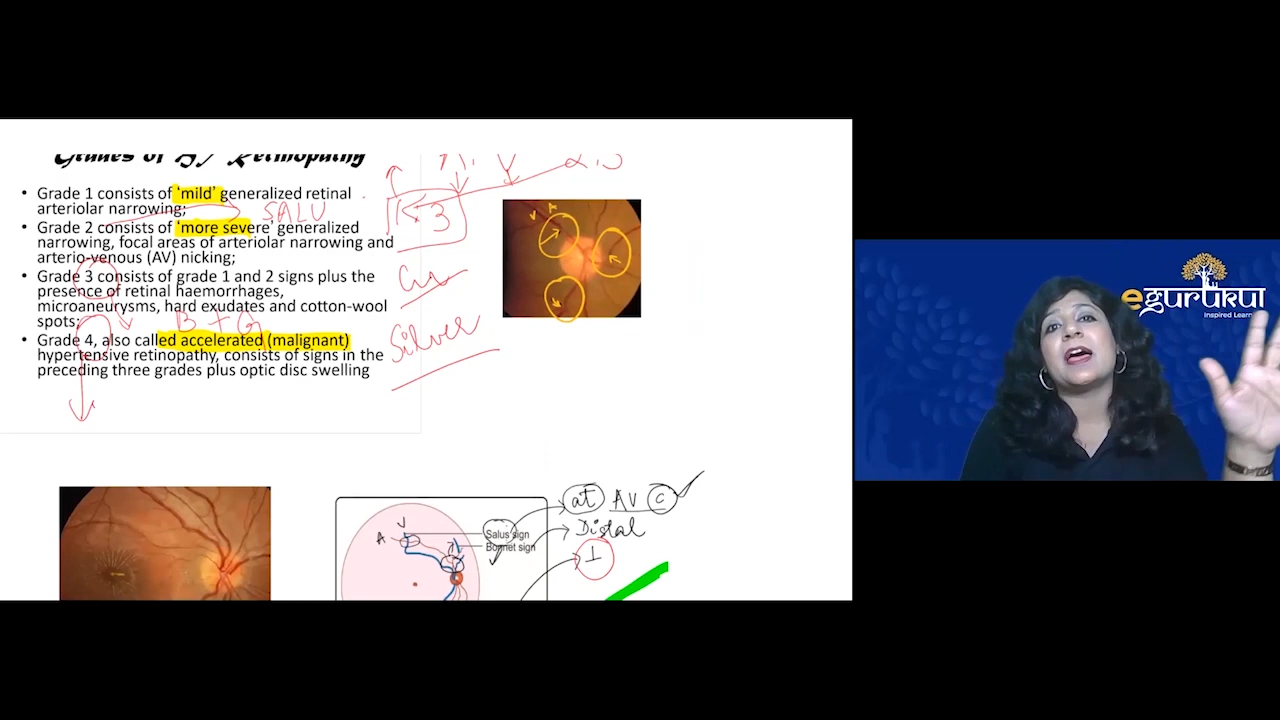 Grades of Retinopathy
• Grade 1 consists of 'mild' generalized retinal
arteriolar narrowing;
SALU
• Grade 2 consists of 'more severe' generalized
narrowing, focal areas of arteriolar narrowing and
arterio-venous (AV) nicking;
• Grade 3 consists of grade 1 and 2 signs plus the
presence of retinal haemorrhages,
microaneurysms, hard exudates and cotton-wool
spots;
B + G
• Grade 4, also called accelerated (malignant)
hypertensive retinopathy, consists of signs in the
preceding three grades plus optic disc swelling
3
Silver
V A
egurukul
Inspired Learn
at AV C
Distal
V
A
Salus sign
Bonnet sign